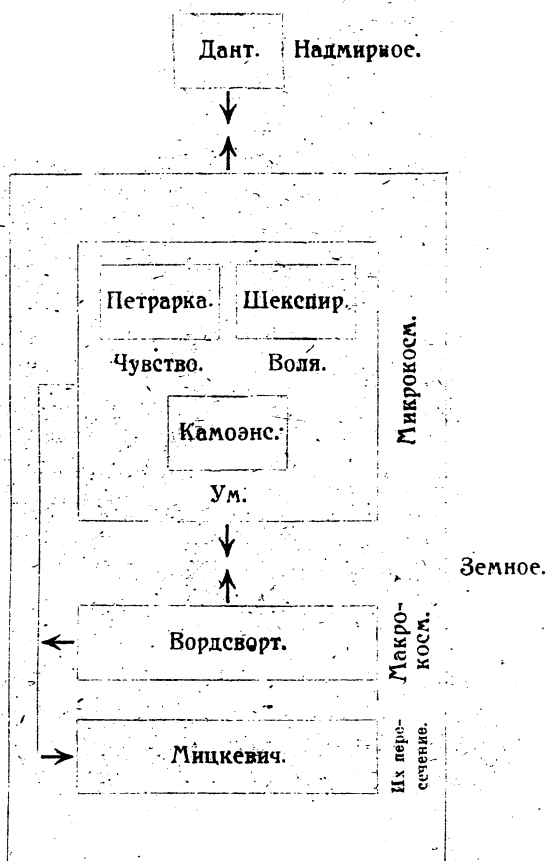 Дант. Надмирное.
Петрарка. Шекспир.
Чувство. Воля.
Камоэнс.
Ум.
Микрокосм.
Земное.
Вордсворт.
Макро-
косм.
Мицкевич.
Их пере-
сечение.